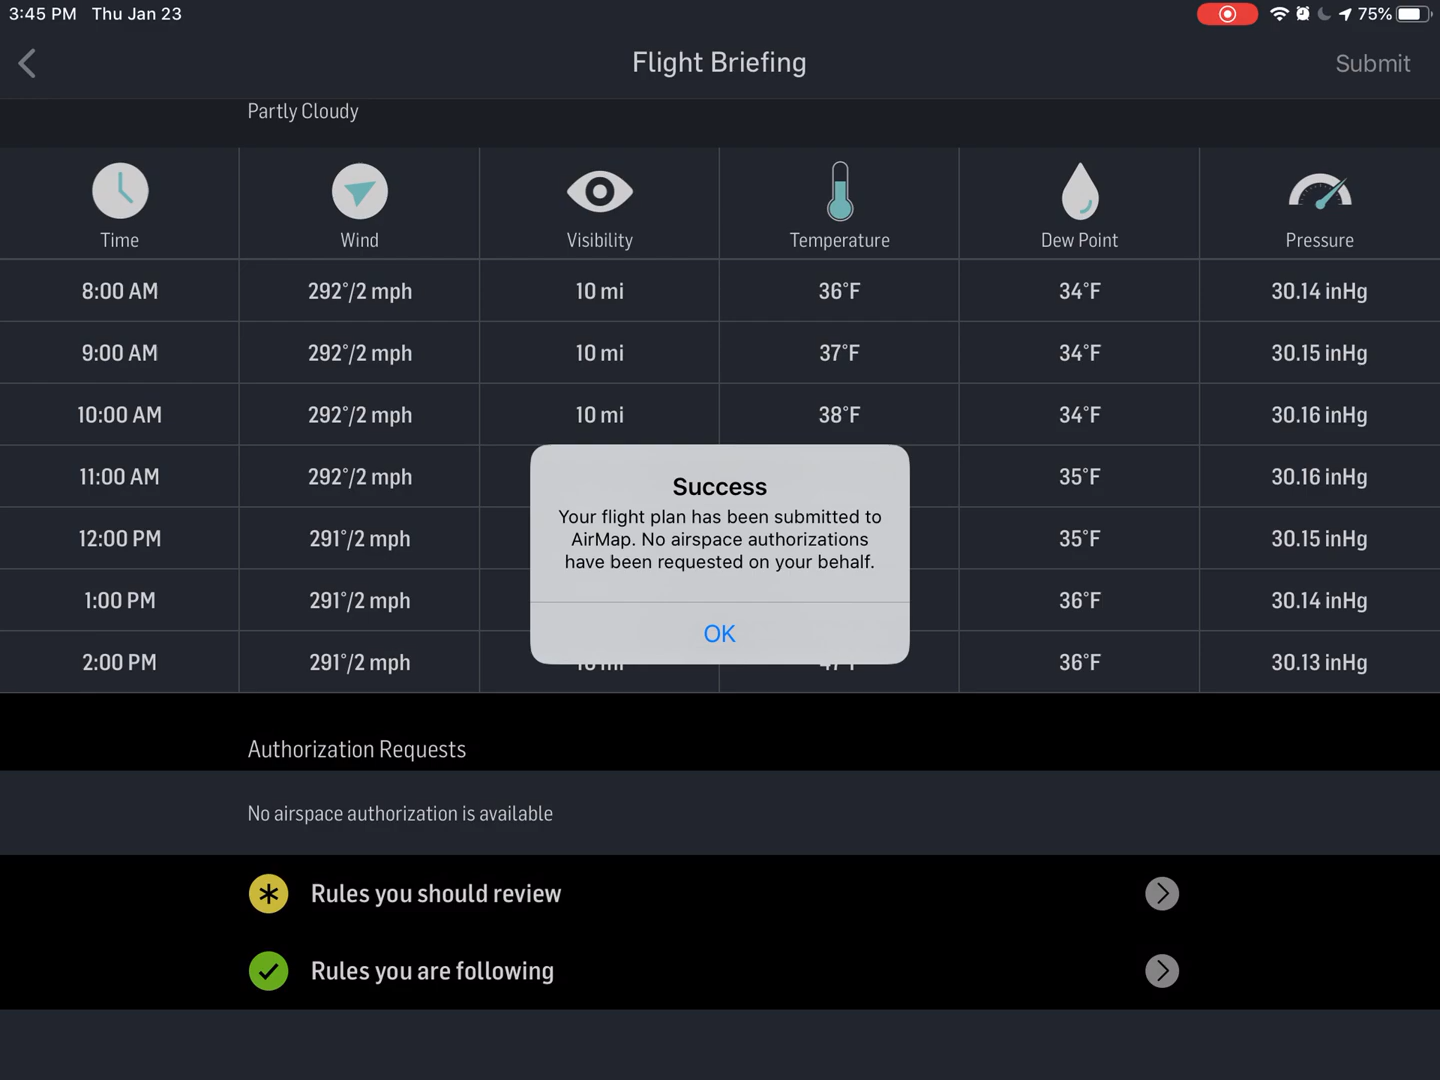 3:45 PM Thu Jan 23 75%
Flight Briefing Submit
Partly Cloudy
Time Wind Visibility Temperature Dew Point Pressure
8:00 AM 292°/2 mph 10 mi 36°F 34°F 30.14 inHg
9:00 AM 292°/2 mph 10 mi 37°F 34°F 30.15 inHg
10:00 AM 292°/2 mph 10 mi 38°F 34°F 30.16 inHg
11:00 AM 292°/2 mph 35°F 30.16 inHg
12:00 PM 291°/2 mph 35°F 30.15 inHg
1:00 PM 291°/2 mph 36°F 30.14 inHg
2:00 PM 291°/2 mph 36°F 30.13 inHg
Success
Your flight plan has been submitted to
AirMap. No airspace authorizations
have been requested on your behalf.
OK
Authorization Requests
No airspace authorization is available
Rules you should review
Rules you are following